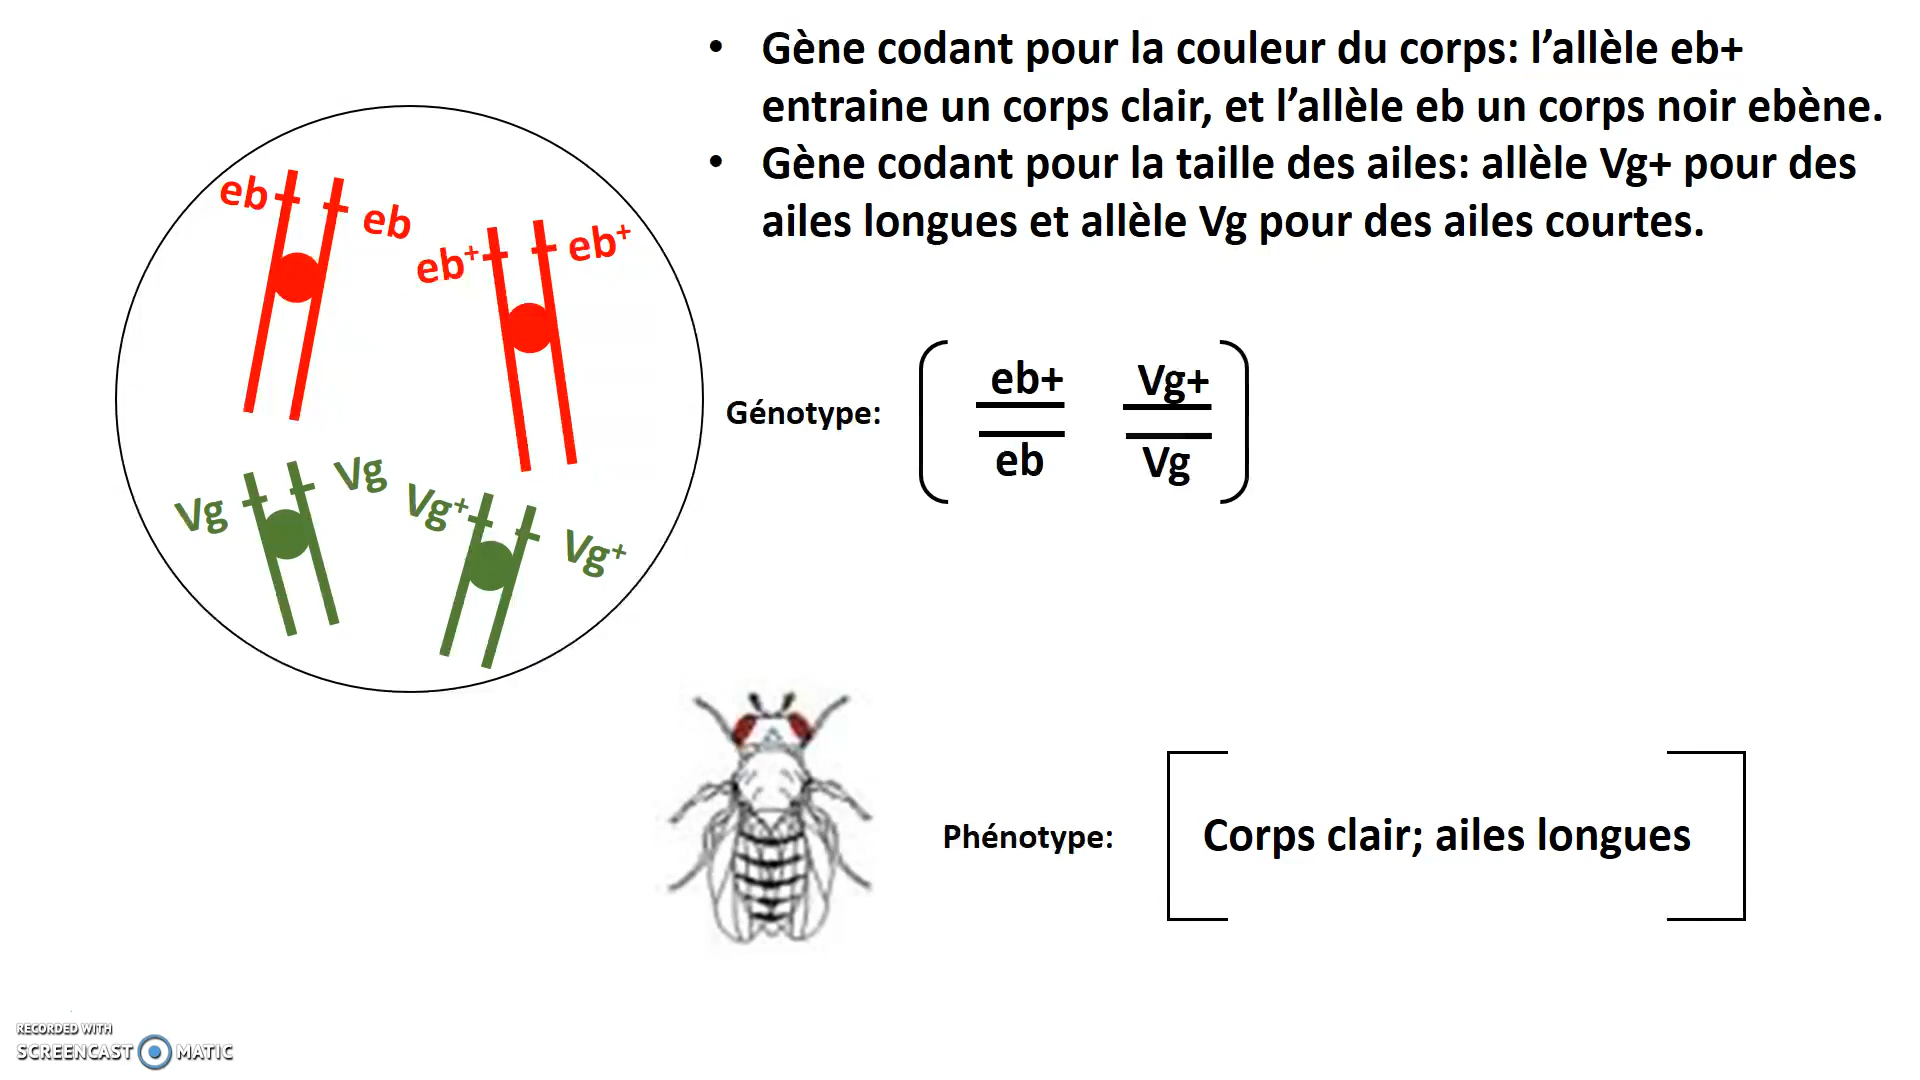 • Gène codant pour la couleur du corps: l’allèle eb+
entraine un corps clair, et l’allèle eb un corps noir ebène.
• Gène codant pour la taille des ailes: allèle Vg+ pour des
ailes longues et allèle Vg pour des ailes courtes.
eb
eb
eb⁺
eb⁺
Vg
Vg
Vg⁺
Vg⁺
Génotype:
eb+ Vg+
eb Vg
Phénotype:
Corps clair; ailes longues
RECORDED WITH
SCREENCAST MATIC